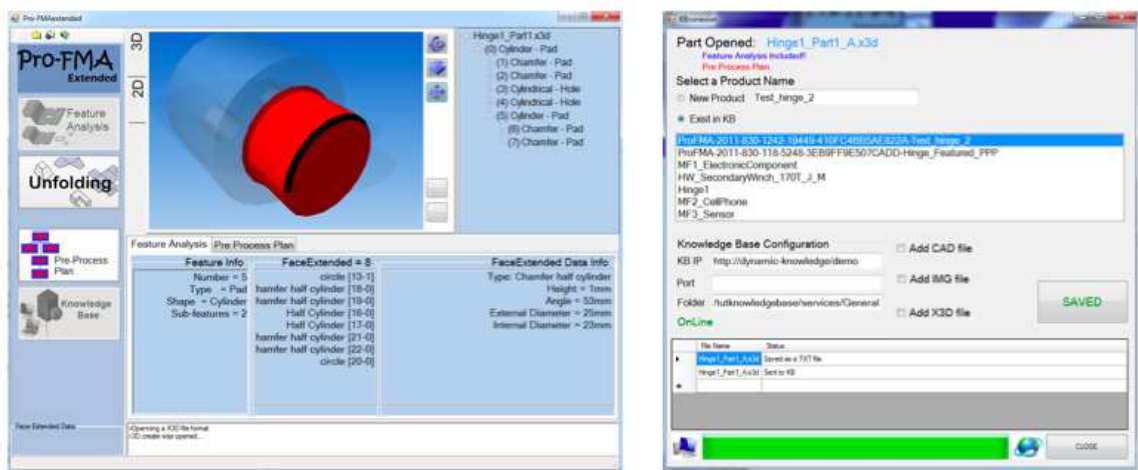 Pro-FMAextended
Pro-FMA
Extended
Feature
Analysis
Unfolding
Pre-Process
Plan
Knowledge
Base
3D
2D
Hinge1_Part1.x3d
(0) Cylinder - Pad
(1) Chamfer - Pad
(2) Chamfer - Pad
(3) Cylindrical - Hole
(4) Cylindrical - Hole
(5) Cylinder - Pad
(6) Chamfer - Pad
(7) Chamfer - Pad
Feature Analysis Pre Process Plan
Feature Info
Number = 5
Type = Pad
Shape = Cylinder
Sub-features = 2
FaceExtended = 8
circle [13-1]
hamfer half cylinder [18-0]
hamfer half cylinder [19-0]
Half Cylinder [16-0]
Half Cylinder [17-0]
hamfer half cylinder [21-0]
hamfer half cylinder [22-0]
circle [20-0]
FaceExtended Data Info
Type: Chamfer half cylinder
Height = 1mm
Angle = 53mm
External Diameter = 25mm
Internal Diameter = 23mm
Face Extended Data
Part Opened: Hinge1_Part1_A.x3d
Feature Analysis Included!!
Pre Process Plan
Select a Product Name
New Product Test_hinge_2
Exist in KB
MF1_ElectronicComponent
HW_SecondaryWinch_170T_J_M
Hinge1
MF2_CellPhone
MF3_Sensor
Knowledge Base Configuration
KB IP http://dynamic-knowledge/demo
Port
Folder /tutknowledgebase/services/General
OnLine
Add CAD file
Add IMG file
Add X3D file
SAVED
File Name Status
Hinge1_Part1_A.x3d Saved as a TXT file
Hinge1_Part1_A.x3d Sent to KB
CLOSE